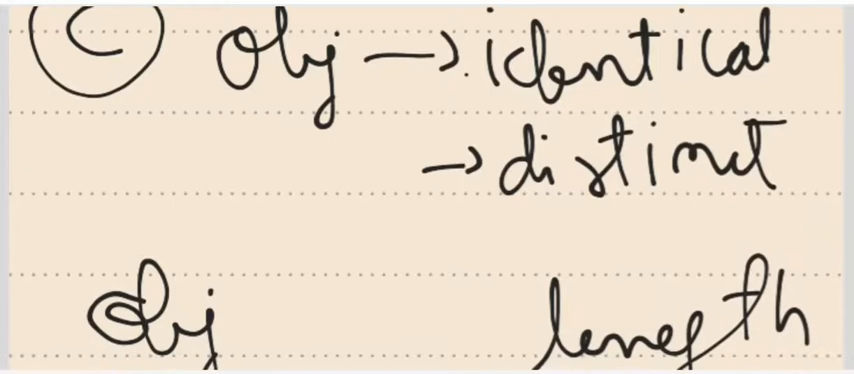 C obj → identical
→ distinct
obj length